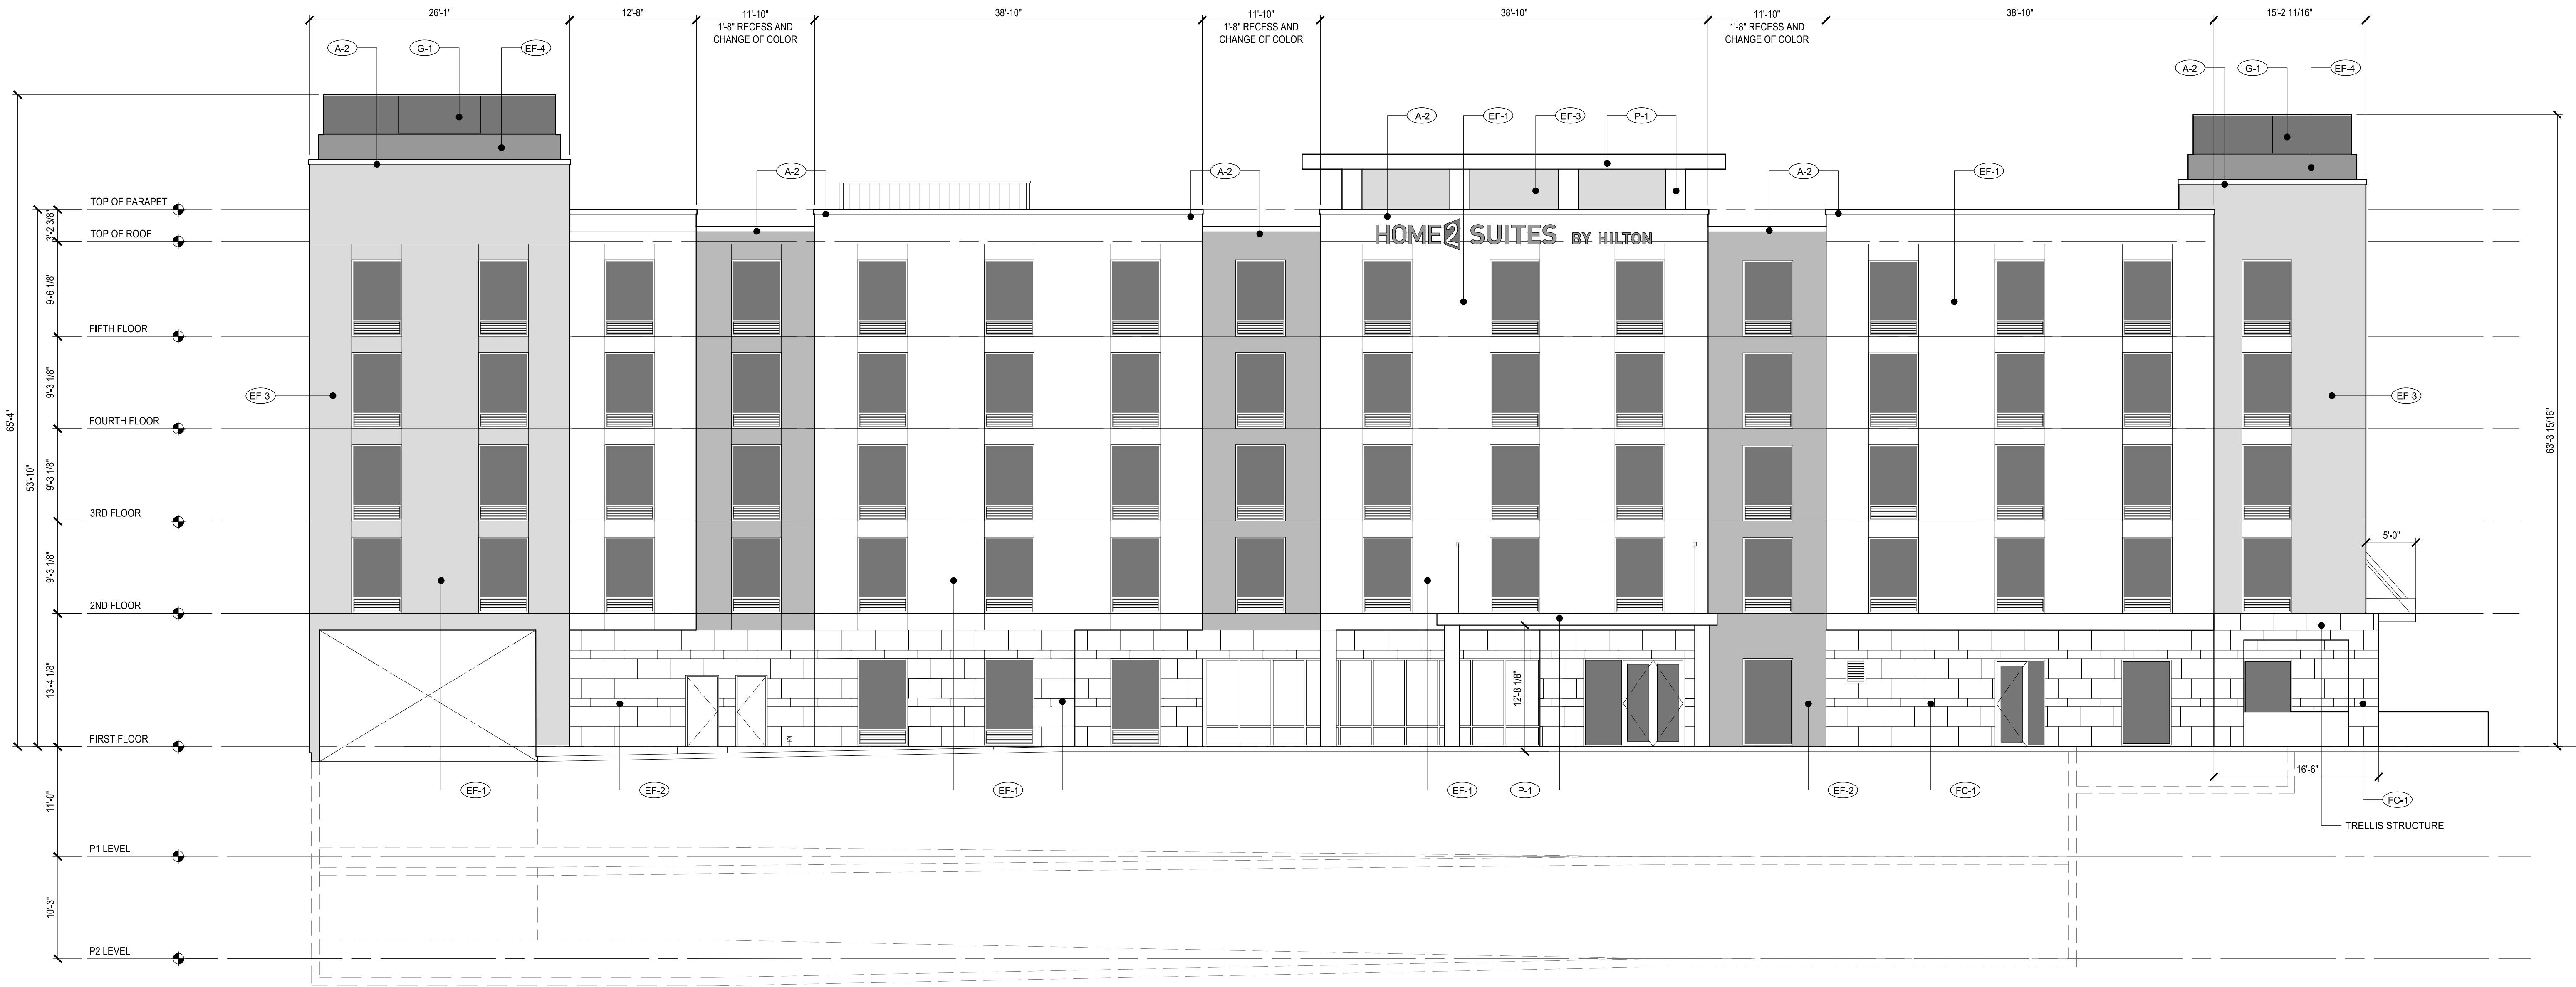 26'-1"
12'-8"
11'-10"
1'-8" RECESS AND
CHANGE OF COLOR
38'-10"
11'-10"
1'-8" RECESS AND
CHANGE OF COLOR
38'-10"
11'-10"
1'-8" RECESS AND
CHANGE OF COLOR
38'-10"
15'-2 11/16"
A-2
G-1
EF-4
A-2
G-1
EF-4
A-2
EF-1
EF-3
P-1
A-2
A-2
A-2
EF-1
TOP OF PARAPET
3'-2 3/8"
TOP OF ROOF
HOME2 SUITES BY HILTON
9'-6 1/8"
FIFTH FLOOR
9'-3 1/8"
EF-3
EF-3
65'-4"
53'-10"
63'-3 15/16"
FOURTH FLOOR
9'-3 1/8"
3RD FLOOR
9'-3 1/8"
5'-0"
2ND FLOOR
13'-4 1/8"
12'-8 1/8"
FIRST FLOOR
16'-6"
EF-1
EF-2
EF-1
EF-1
P-1
EF-2
FC-1
FC-1
11'-0"
TRELLIS STRUCTURE
P1 LEVEL
10'-3"
P2 LEVEL